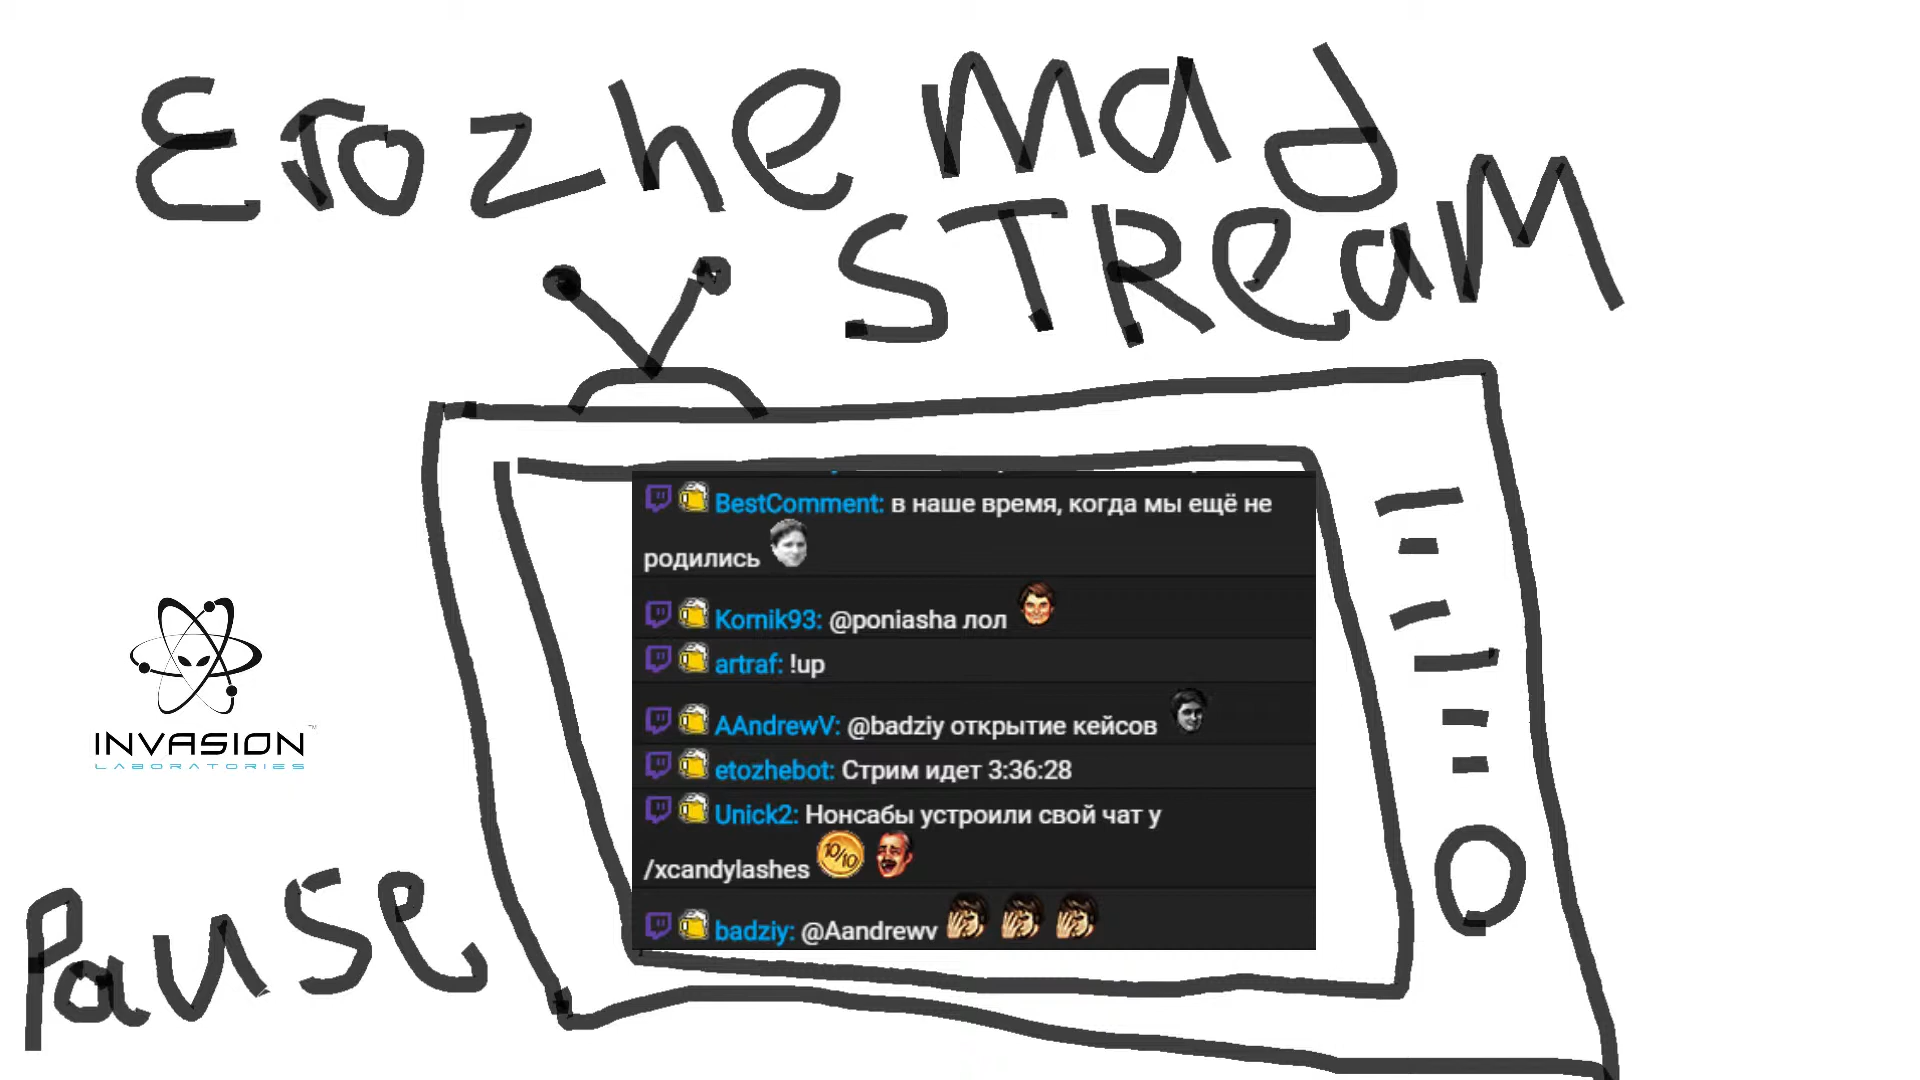 Etozhe mad
STReaM
BestComment: в наше время, когда мы ещё не
родились
Kornik93: @poniasha лол
artraf: !up
AAndrewV: @badziy открытие кейсов
etozhebot: Стрим идет 3:36:28
Unick2: Нонсабы устроили свой чат у
/xcandylashes 10/10
badziy: @Aandrewv
INVASION™
LABORATORIES
Pause